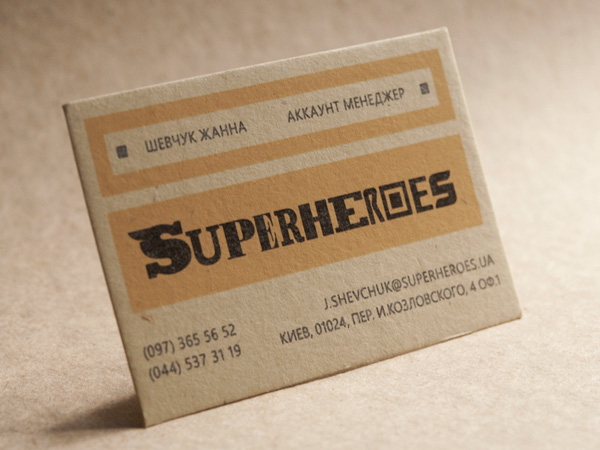 ШЕВЧУК ЖАННА АККАУНТ МЕНЕДЖЕР
SUPERHEROES
(097) 365 56 52
(044) 537 31 19
J.SHEVCHUK@SUPERHEROES.UA
КИЕВ, 01024, ПЕР. И.КОЗЛОВСКОГО, 4 ОФ.1